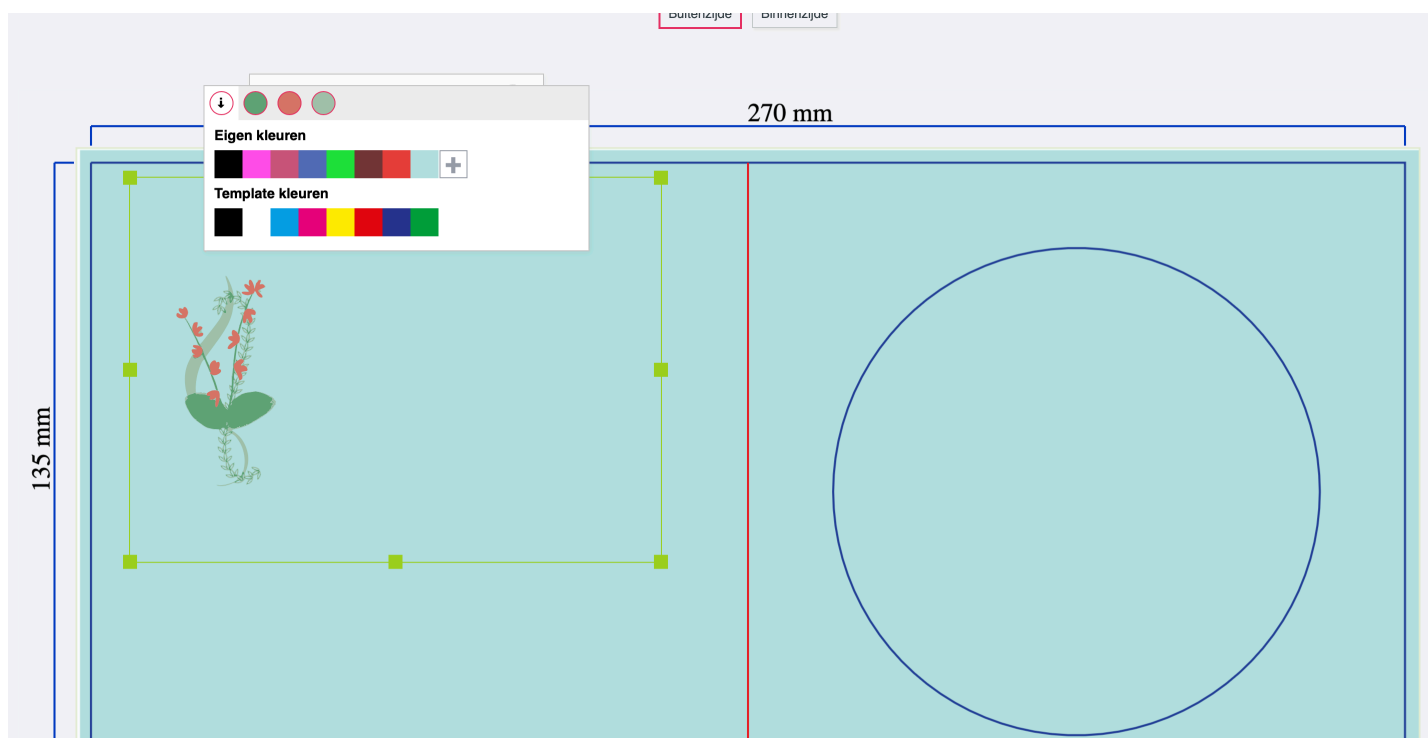 Buitenzijde
Binnenzijde
270 mm
Eigen kleuren
Template kleuren
135 mm